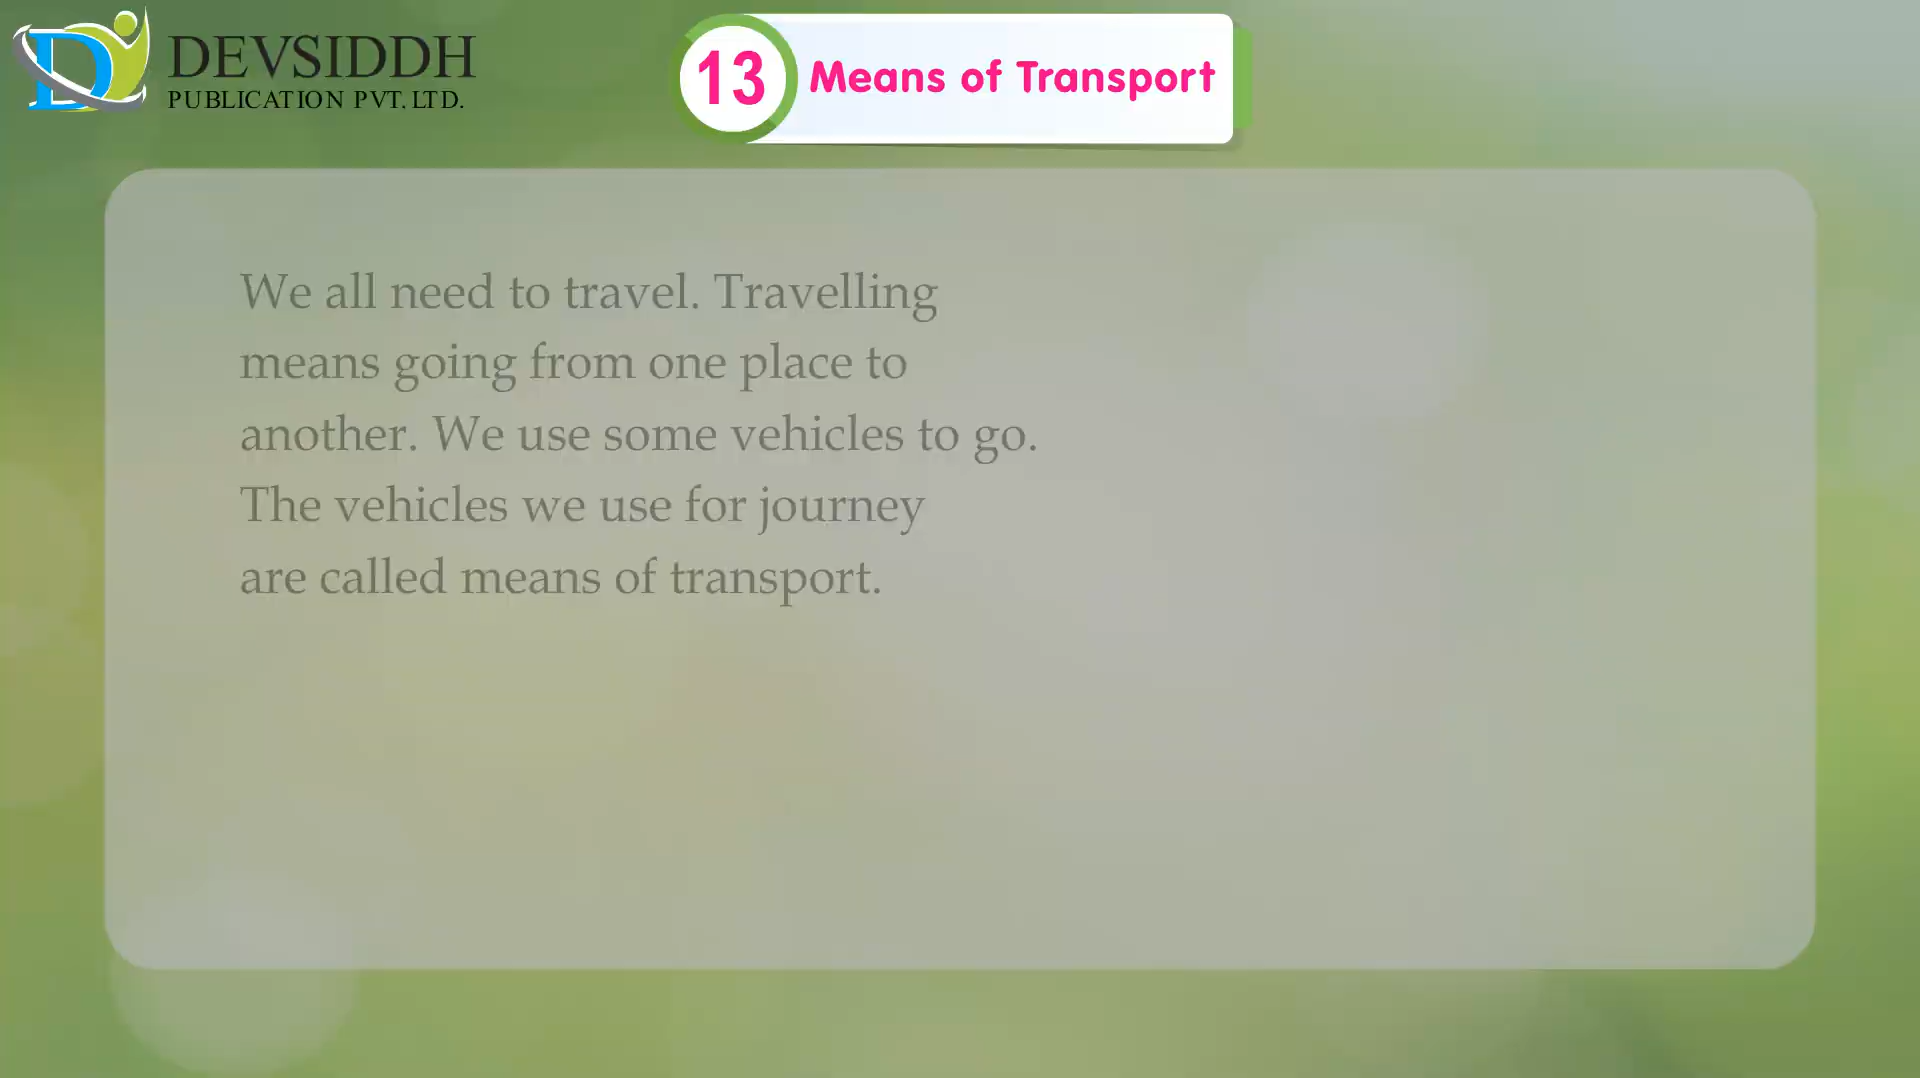 DEVSIDDH
PUBLICATION PVT. LTD.
13 Means of Transport
We all need to travel. Travelling
means going from one place to
another. We use some vehicles to go.
The vehicles we use for journey
are called means of transport.